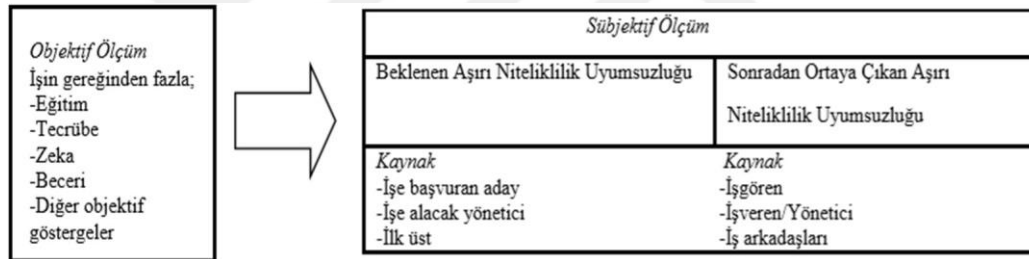 Objektif Ölçüm
İşin gereğinden fazla;
-Eğitim
-Tecrübe
-Zeka
-Beceri
-Diğer objektif
göstergeler
Sübjektif Ölçüm
Beklenen Aşırı Niteliklilik Uyumsuzluğu
Sonradan Ortaya Çıkan Aşırı
Niteliklilik Uyumsuzluğu
Kaynak
-İşe başvuran aday
-İşe alacak yönetici
-İlk üst
Kaynak
-İşgören
-İşveren/Yönetici
-İş arkadaşları